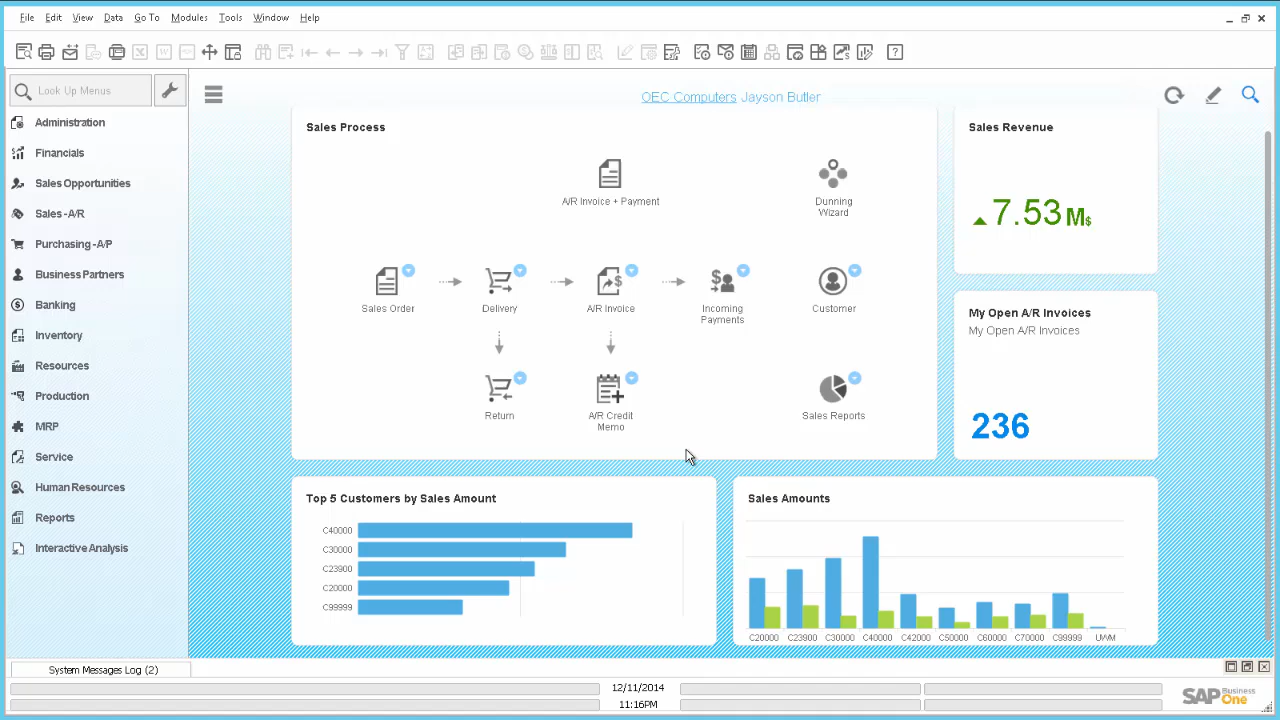 File Edit View Data Go To Modules Tools Window Help
Look Up Menus
OEC Computers Jayson Butler
Administration
Financials
Sales Opportunities
Sales - A/R
Purchasing - A/P
Business Partners
Banking
Inventory
Resources
Production
MRP
Service
Human Resources
Reports
Interactive Analysis
Sales Process
A/R Invoice + Payment
Dunning
Wizard
Sales Order
Delivery
A/R Invoice
Incoming
Payments
Customer
Return
A/R Credit
Memo
Sales Reports
Sales Revenue
7.53 M$
My Open A/R Invoices
My Open A/R Invoices
236
Top 5 Customers by Sales Amount
C40000
C30000
C23900
C20000
C99999
Sales Amounts
C20000 C23900 C30000 C40000 C42000 C50000 C60000 C70000 C99999
System Messages Log (2)
12/11/2014
11:16PM
SAP Business One